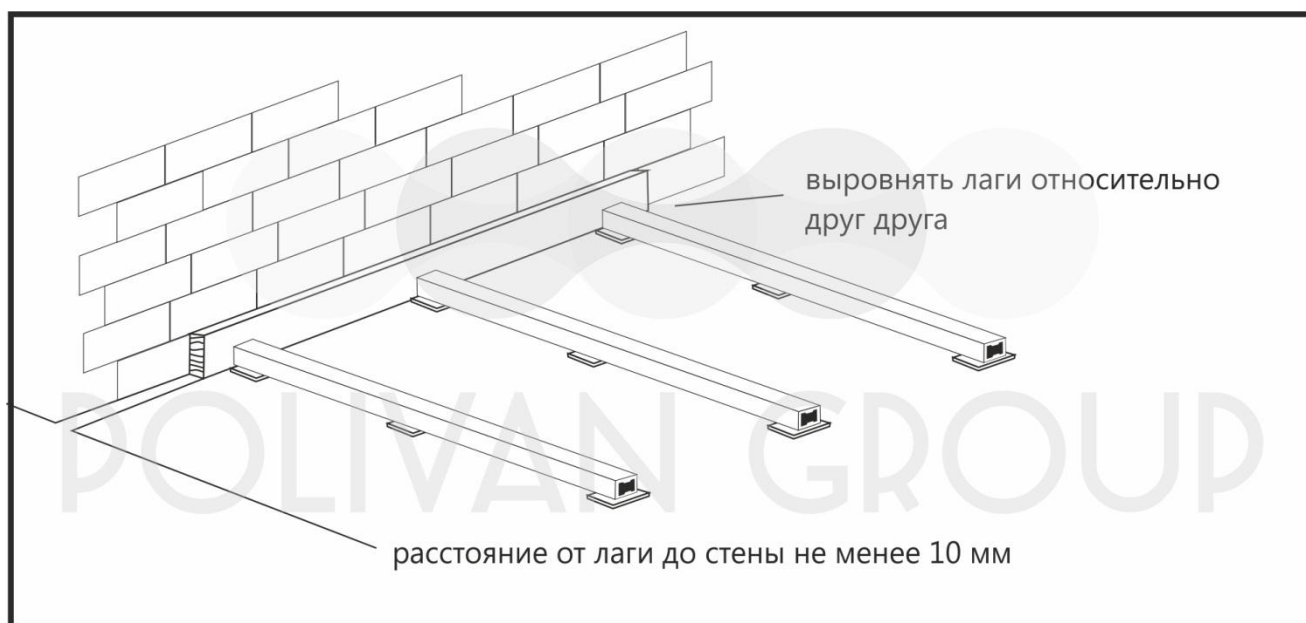 выровнять лаги относительно
друг друга
POLIVAN GROUP
расстояние от лаги до стены не менее 10 мм